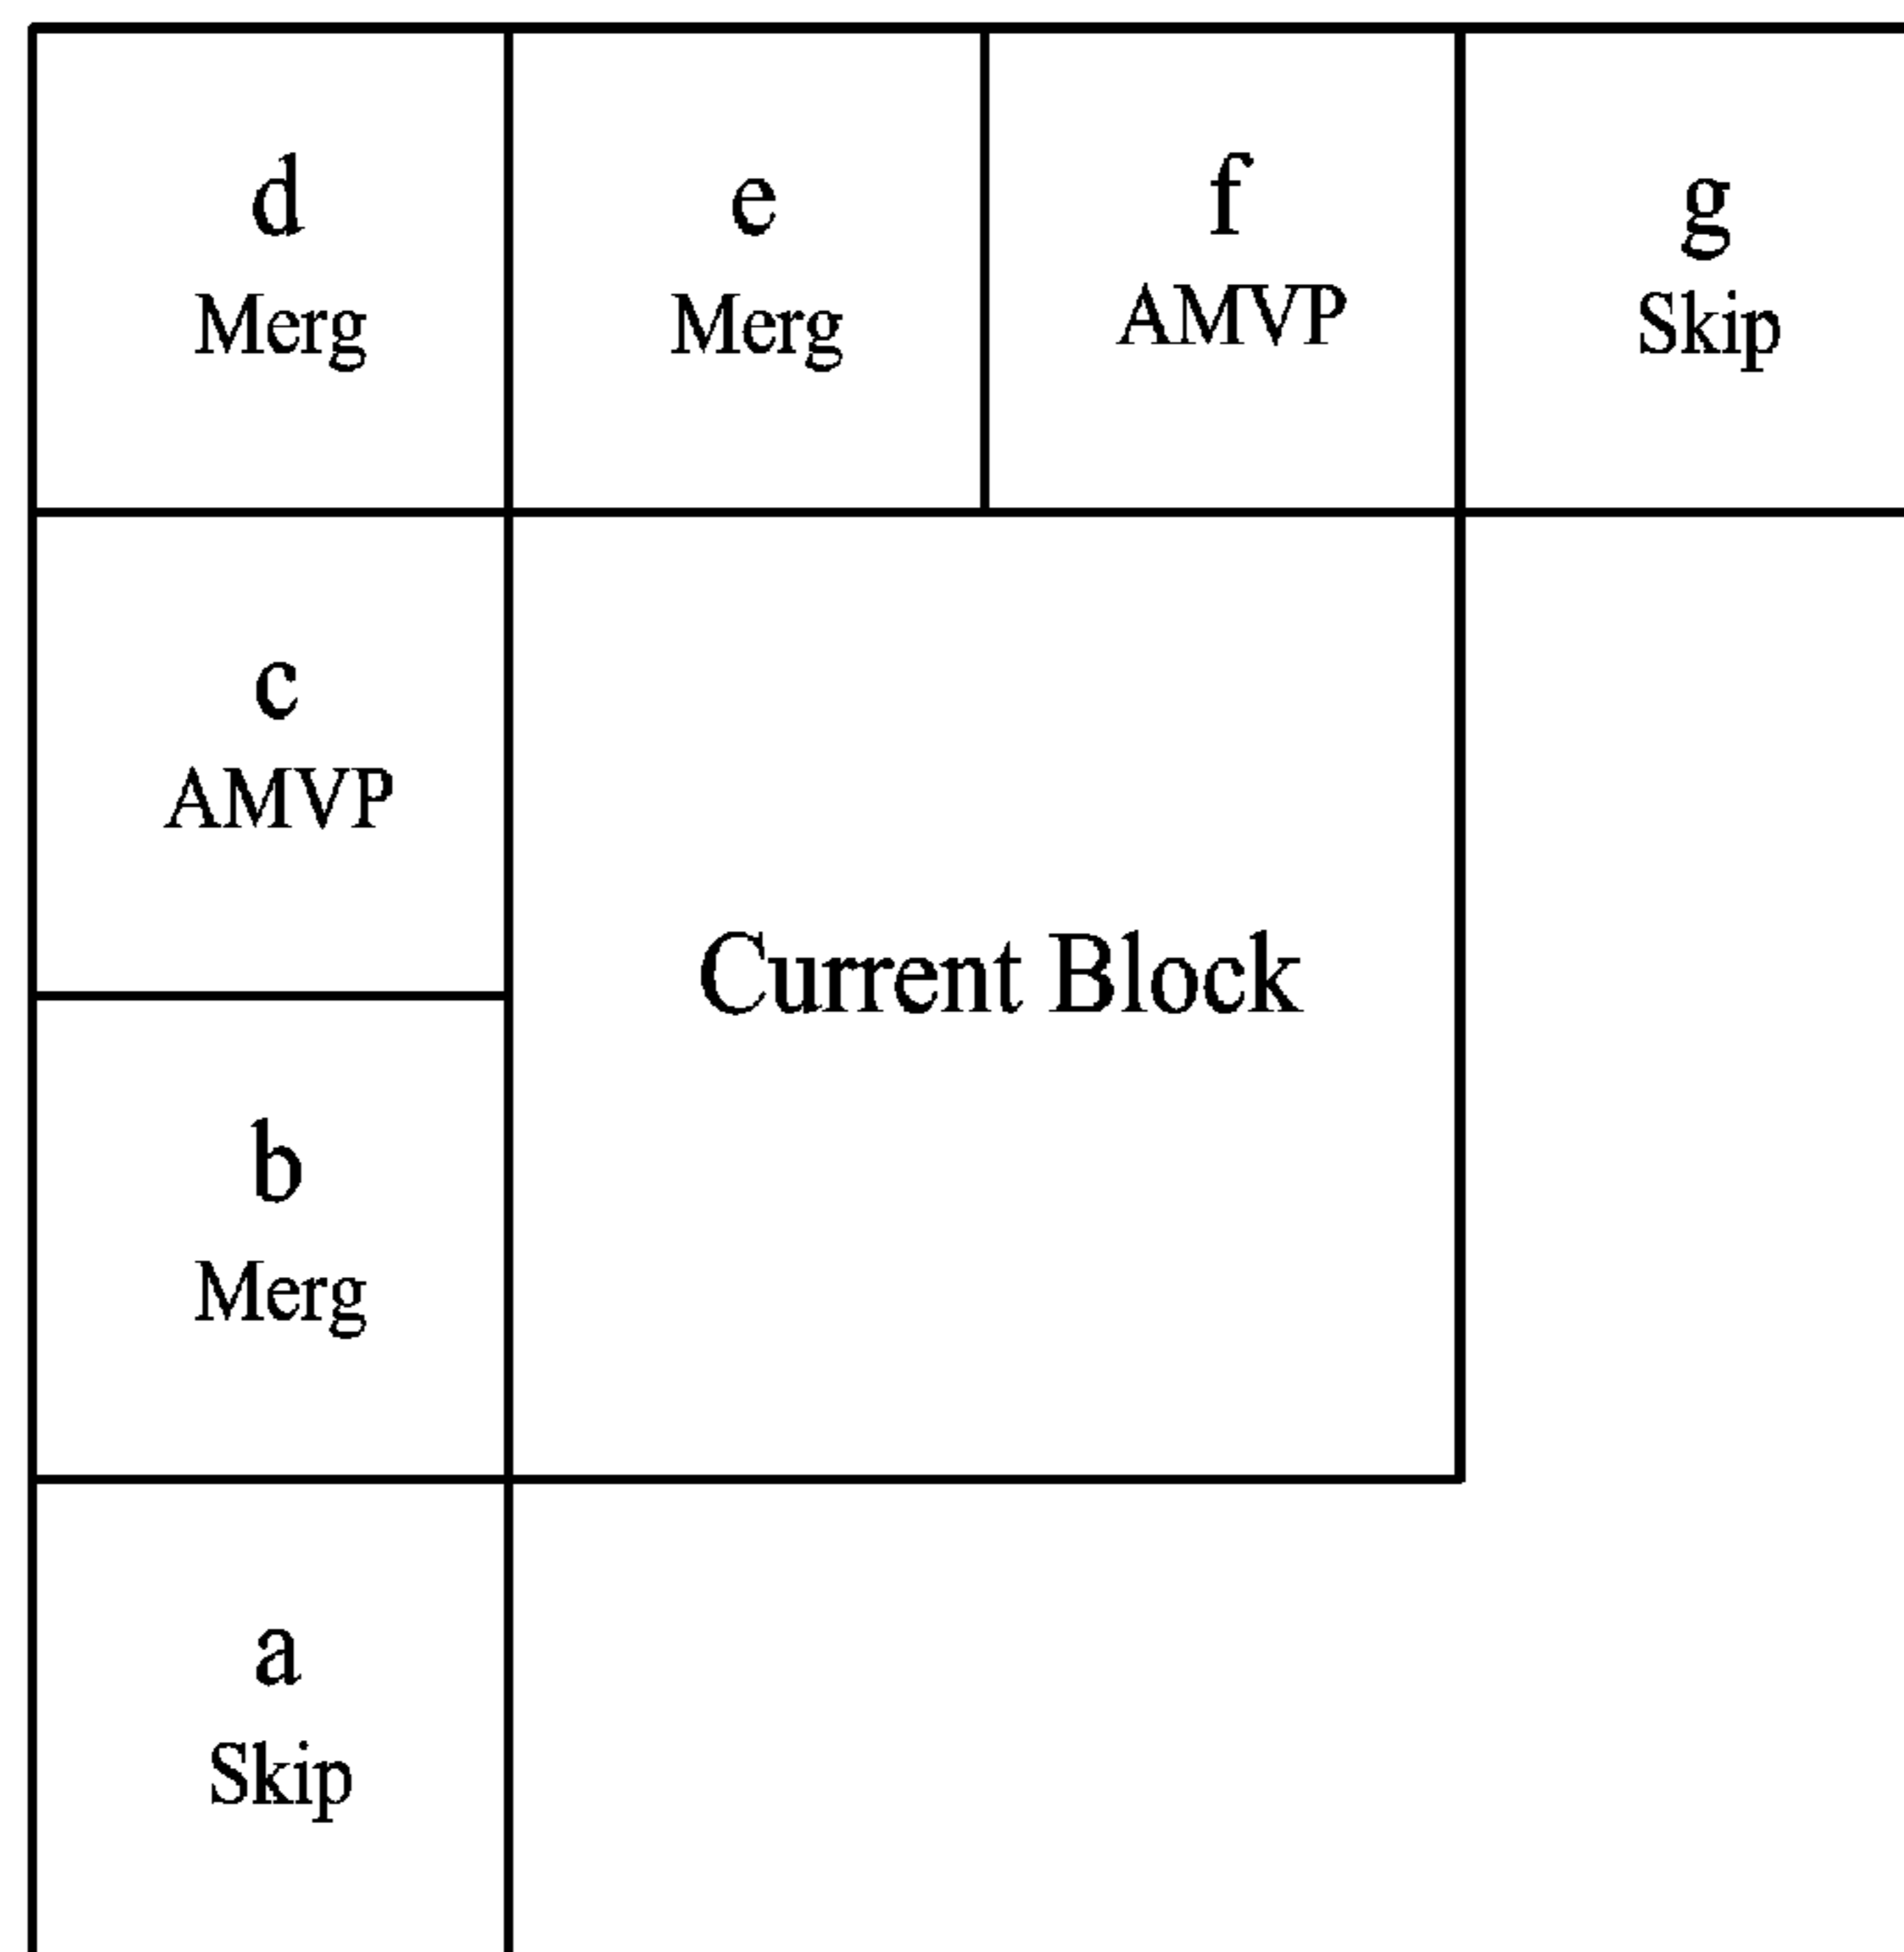 d
Merg
e
Merg
f
AMVP
g
Skip
c
AMVP
Current Block
b
Merg
a
Skip